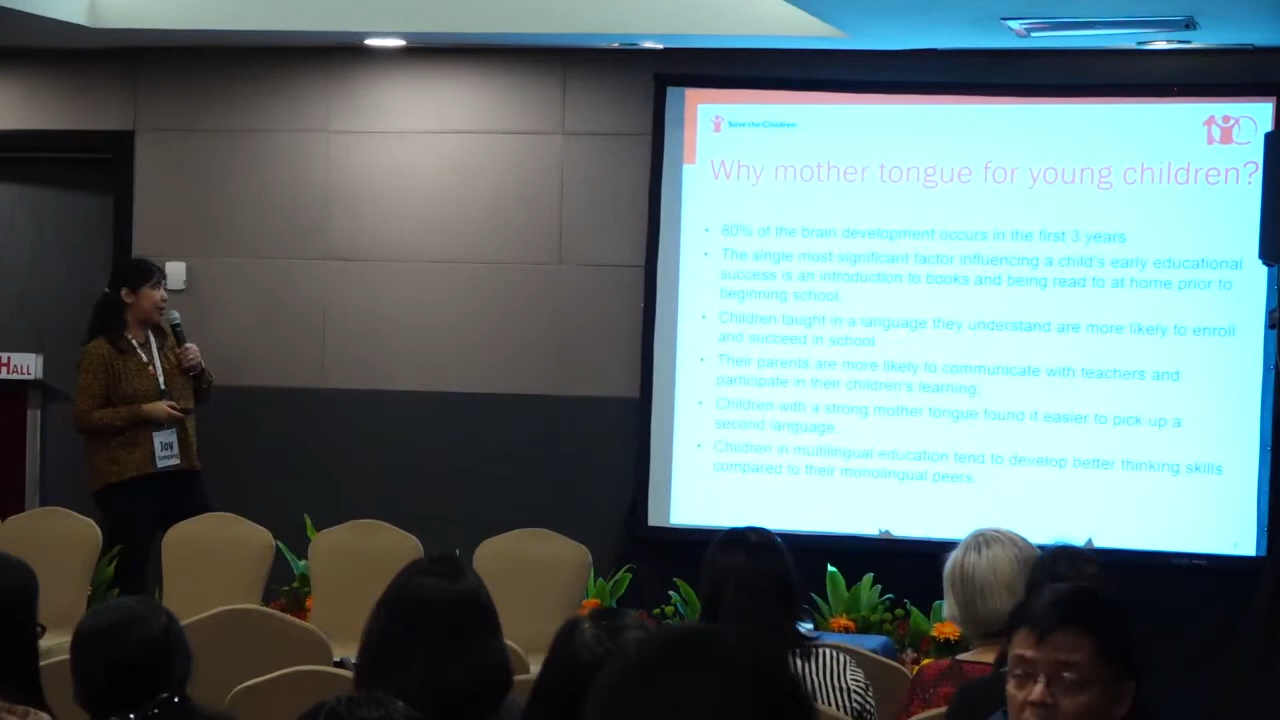 Save the Children
100
Why mother tongue for young children?
• 80% of the brain development occurs in the first 3 years
• The single most significant factor influencing a child's early educational
success is an introduction to books and being read to at home prior to
beginning school.
• Children taught in a language they understand are more likely to enroll
and succeed in school
• Their parents are more likely to communicate with teachers and
participate in their children's learning.
• Children with a strong mother tongue found it easier to pick up a
second language.
• Children in multilingual education tend to develop better thinking skills
compared to their monolingual peers.
HALL
Joy